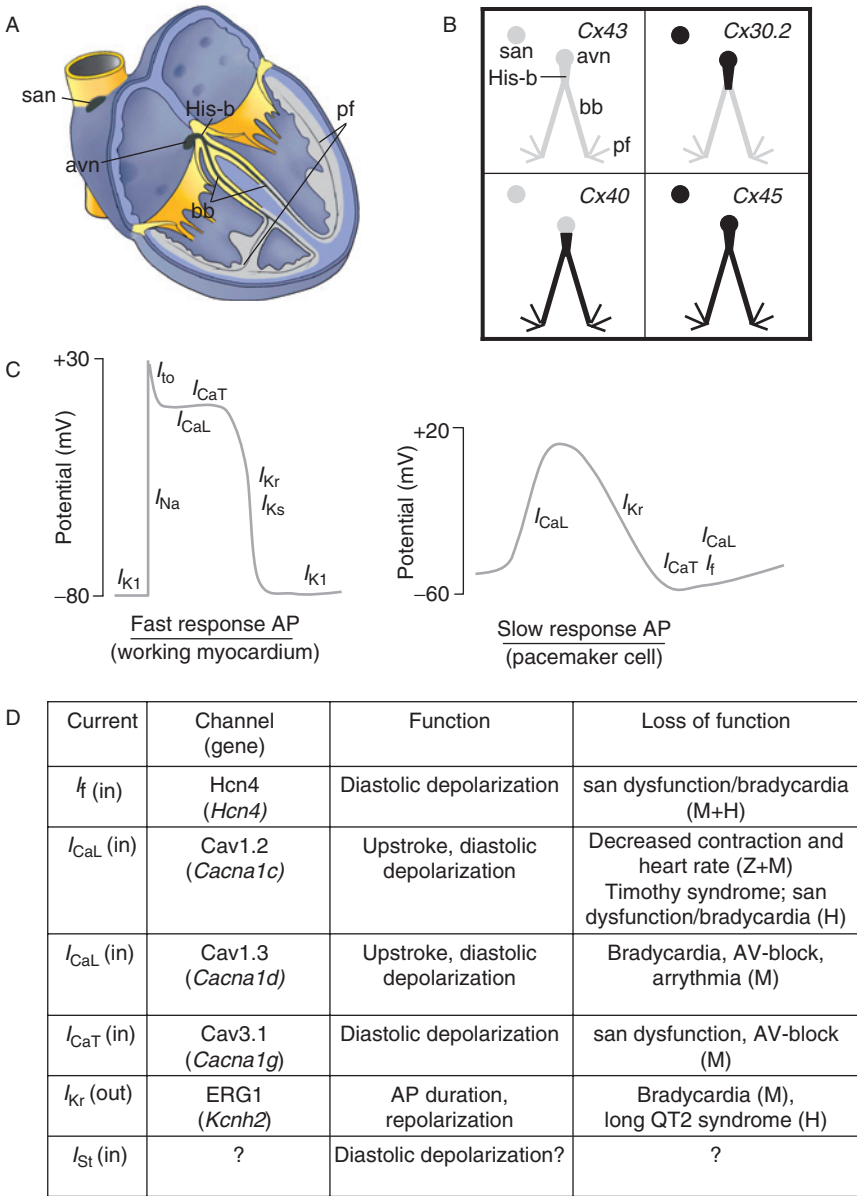 A
san
avn
His-b
bb
pf
B
Cx43
san
avn
His-b
bb
pf
Cx30.2
Cx40
Cx45
C
Potential (mV)
+30
−80
Ito
ICaT
ICaL
INa
IKr
IKs
IK1
IK1
Fast response AP
(working myocardium)
Potential (mV)
+20
−60
ICaL
IKr
ICaL
ICaT If
Slow response AP
(pacemaker cell)
D
Current Channel Function Loss of function
(gene)
If (in) Hcn4 Diastolic depolarization san dysfunction/bradycardia
(Hcn4) (M+H)
ICaL (in) Cav1.2 Upstroke, diastolic Decreased contraction and
(Cacna1c) depolarization heart rate (Z+M)
Timothy syndrome; san
dysfunction/bradycardia (H)
ICaL (in) Cav1.3 Upstroke, diastolic Bradycardia, AV-block,
(Cacna1d) depolarization arrythmia (M)
ICaT (in) Cav3.1 Diastolic depolarization san dysfunction, AV-block
(Cacna1g) (M)
IKr (out) ERG1 AP duration, Bradycardia (M),
(Kcnh2) repolarization long QT2 syndrome (H)
ISt (in) ? Diastolic depolarization? ?